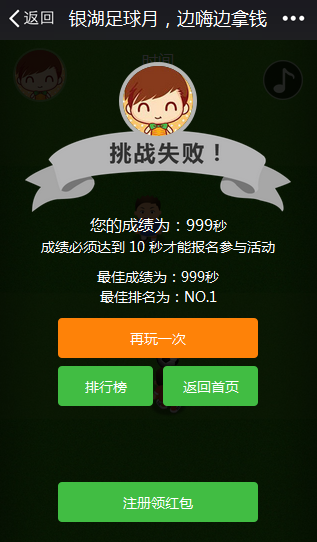 返回 银湖足球月，边嗨边拿钱
时间
挑战失败！
您的成绩为：999秒
成绩必须达到 10 秒才能报名参与活动
最佳成绩为：999秒
最佳排名为：NO.1
再玩一次
排行榜 返回首页
注册领红包